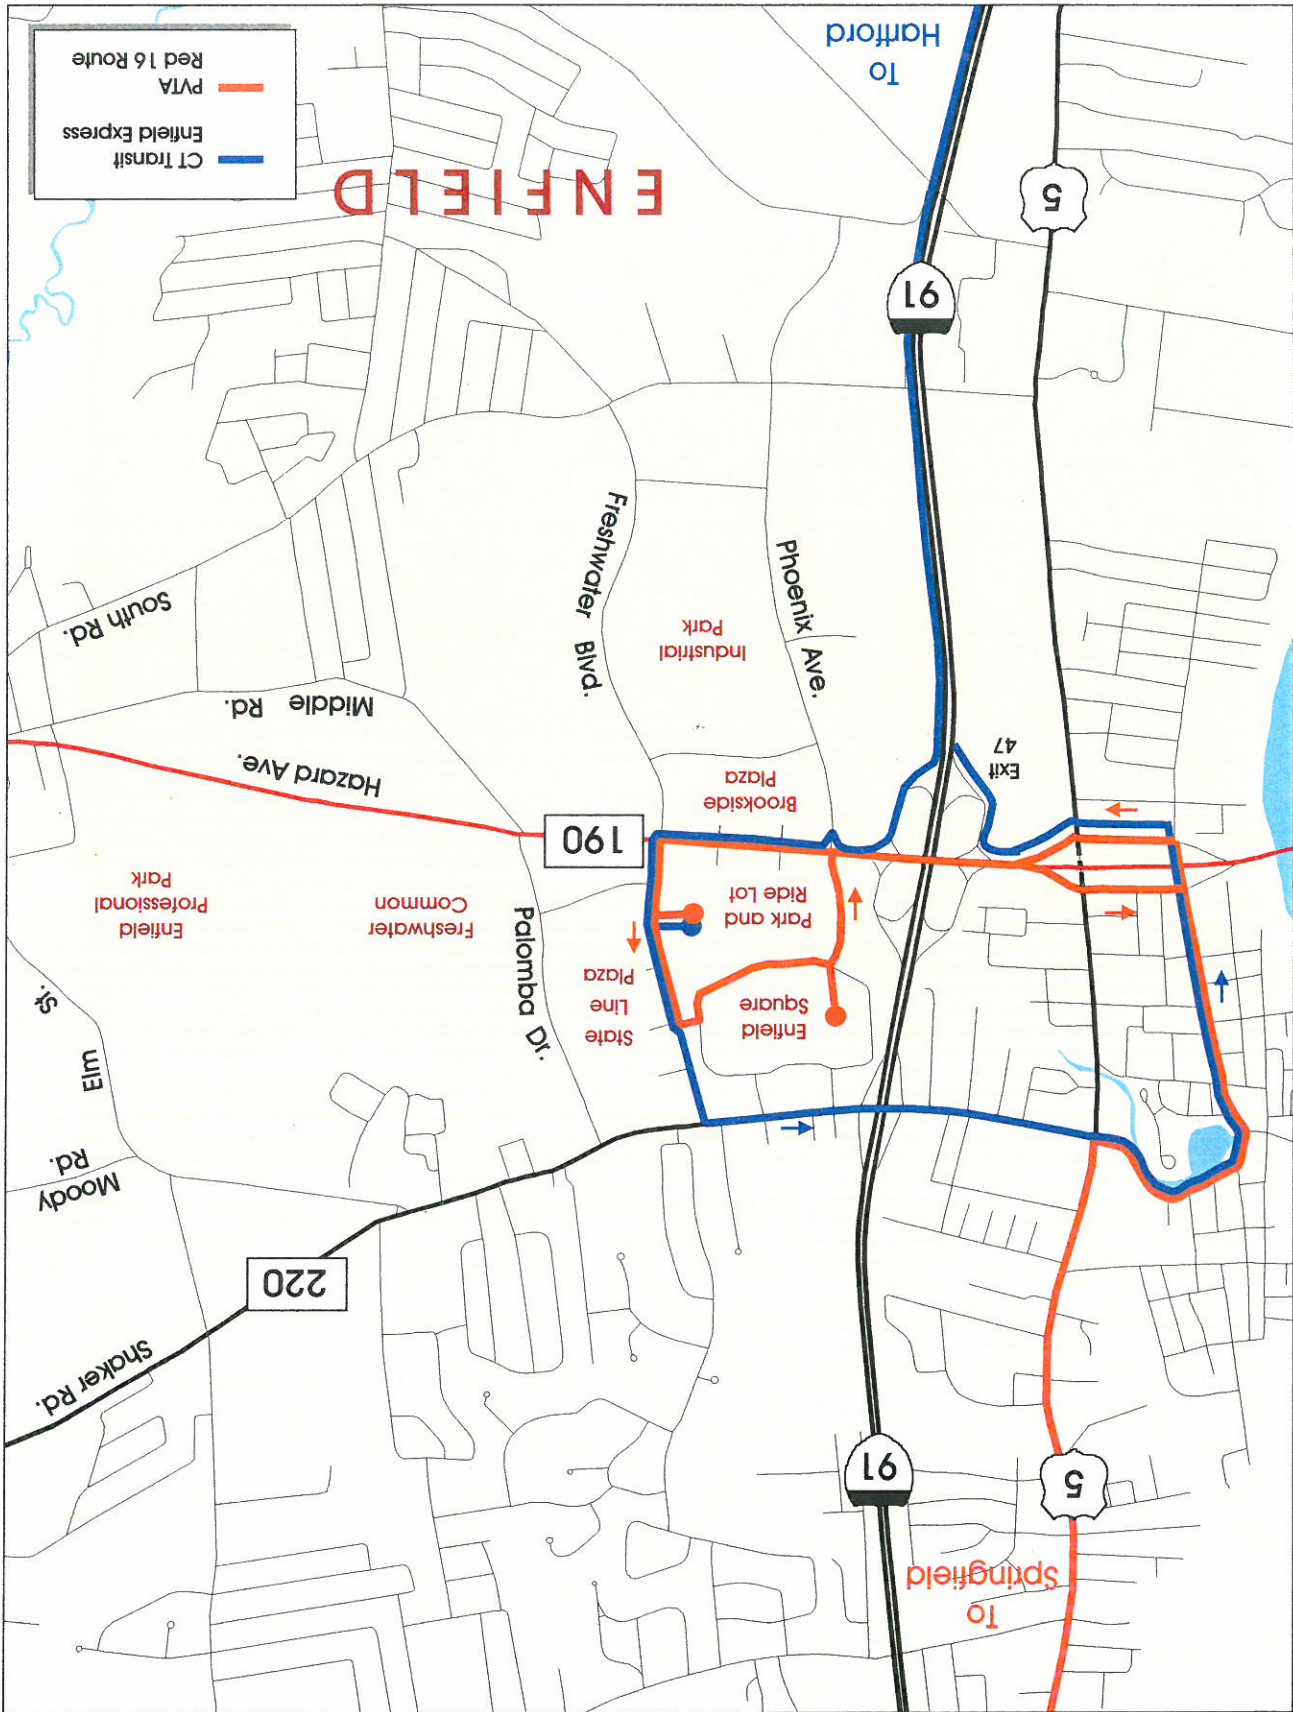 To
Springfield
5
91
Shaker Rd.
220
Moody
Rd.
Elm
St.
Enfield
Square
State
Line
Plaza
Palomba Dr.
Park and
Ride Lot
Freshwater
Common
Enfield
Professional
Park
190
Hazard Ave.
Brookside
Plaza
Exit
47
Middle Rd.
South Rd.
Industrial
Park
Phoenix Ave.
Freshwater Blvd.
91
5
ENFIELD
To
Hartford
CT Transit
Enfield Express
PVTA
Red 16 Route